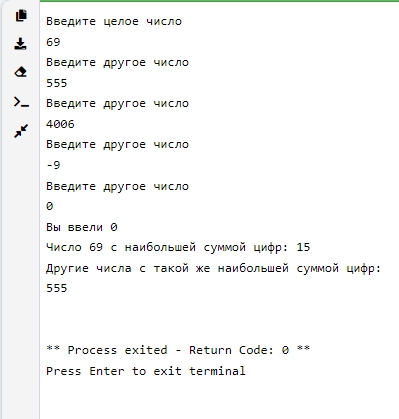 Введите целое число
69
Введите другое число
555
Введите другое число
4006
Введите другое число
-9
Введите другое число
0
Вы ввели 0
Число 69 с наибольшей суммой цифр: 15
Другие числа с такой же наибольшей суммой цифр:
555
** Process exited - Return Code: 0 **
Press Enter to exit terminal